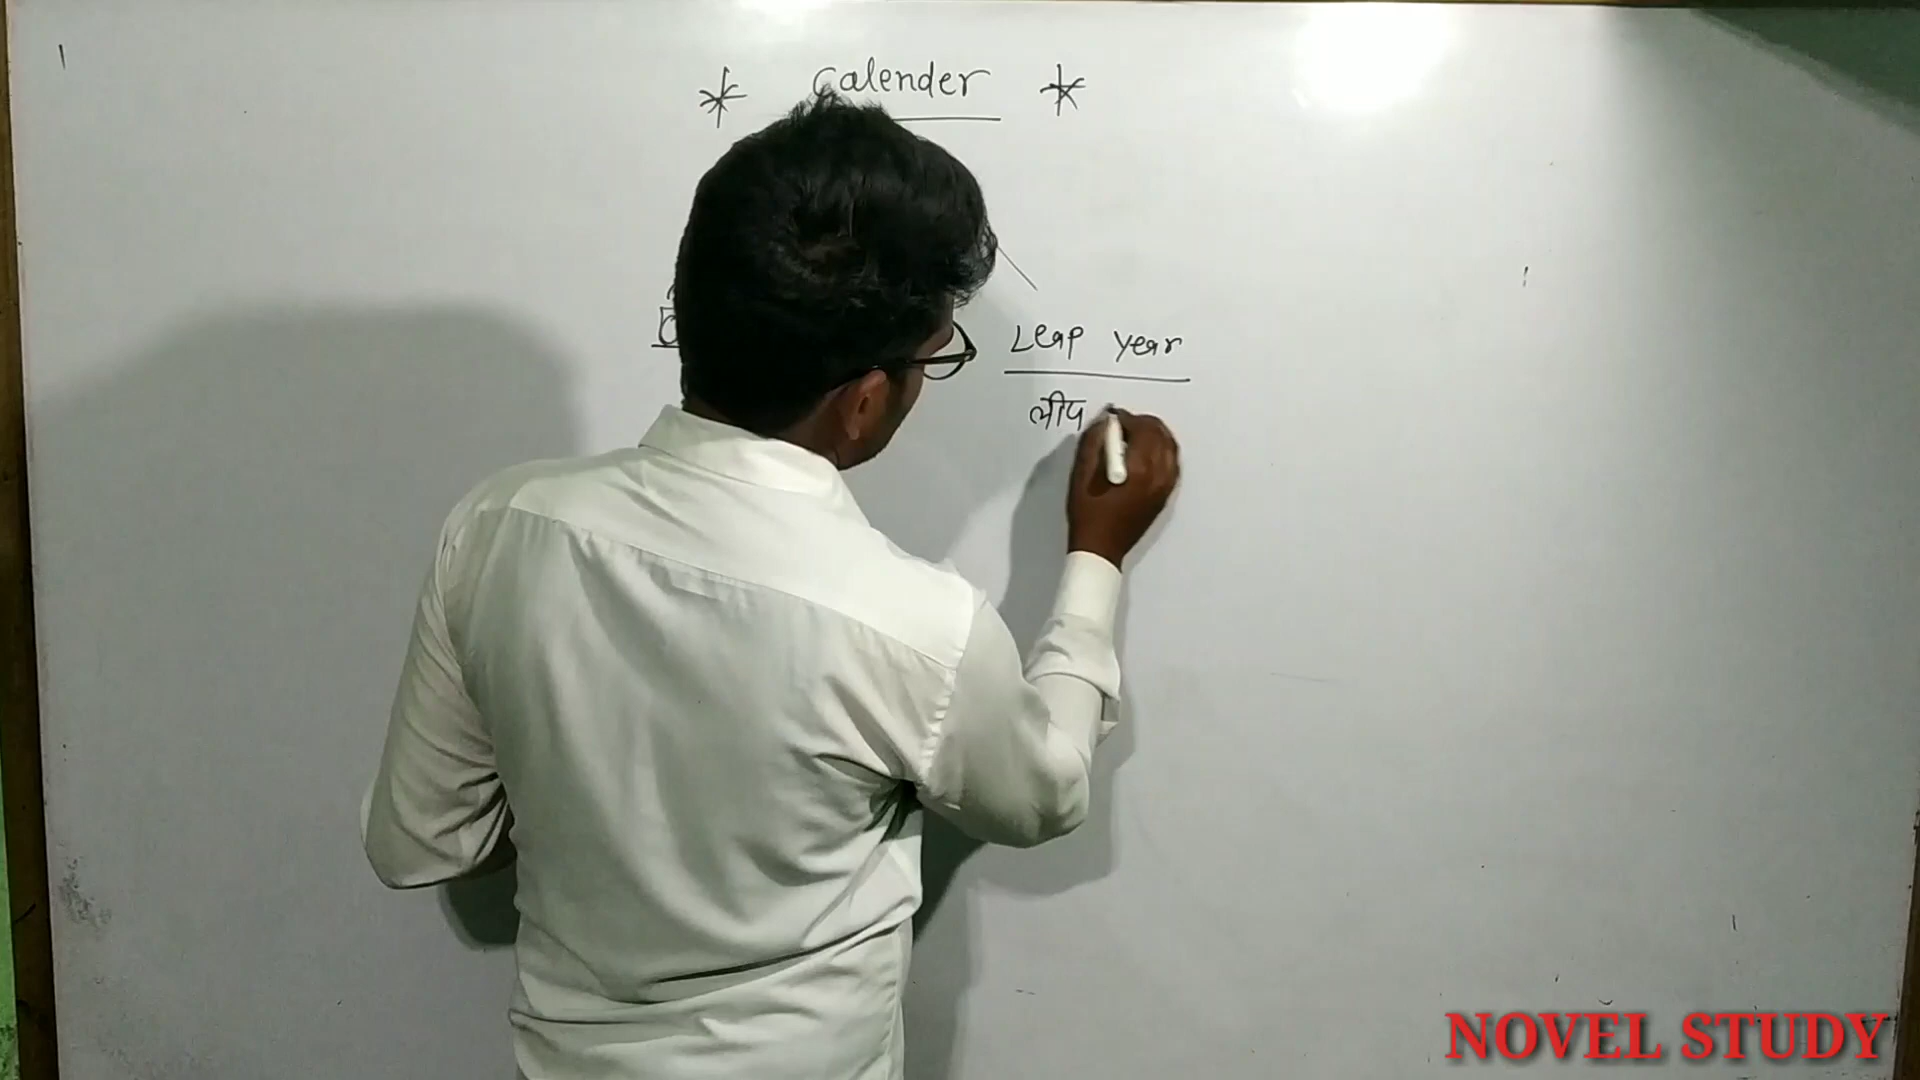 * Calender *
Leap year
लीप
NOVEL STUDY